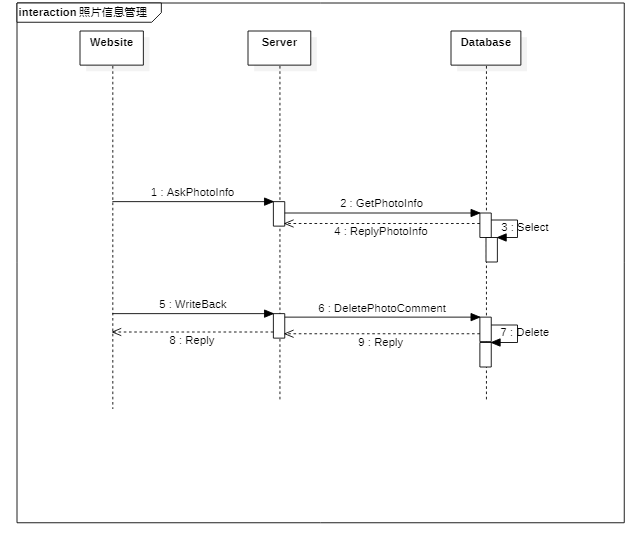 interaction 照片信息管理
Website
Server
Database
1 : AskPhotoInfo
2 : GetPhotoInfo
3 : Select
4 : ReplyPhotoInfo
5 : WriteBack
6 : DeletePhotoComment
7 : Delete
8 : Reply
9 : Reply